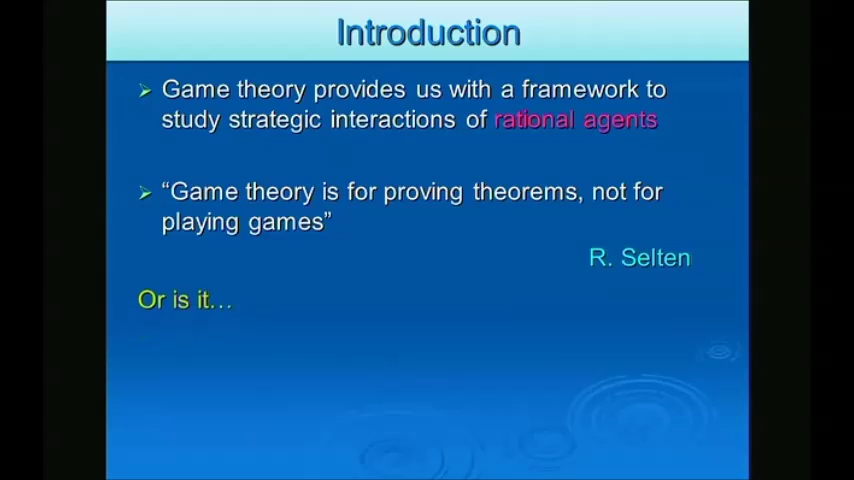 Introduction
Game theory provides us with a framework to
study strategic interactions of rational agents
“Game theory is for proving theorems, not for
playing games”
R. Selten
Or is it…